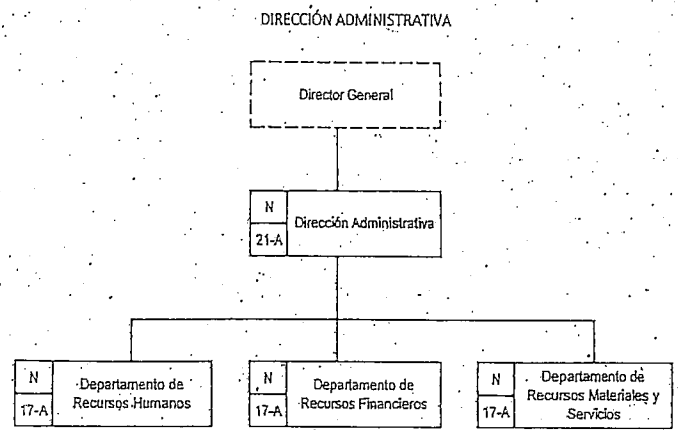 DIRECCIÓN ADMINISTRATIVA
Director General
N
Dirección Administrativa
21-A
N
Departamento de
Recursos Humanos
17-A
N
Departamento de
Recursos Financieros
17-A
N
Departamento de
Recursos Materiales y
Servicios
17-A